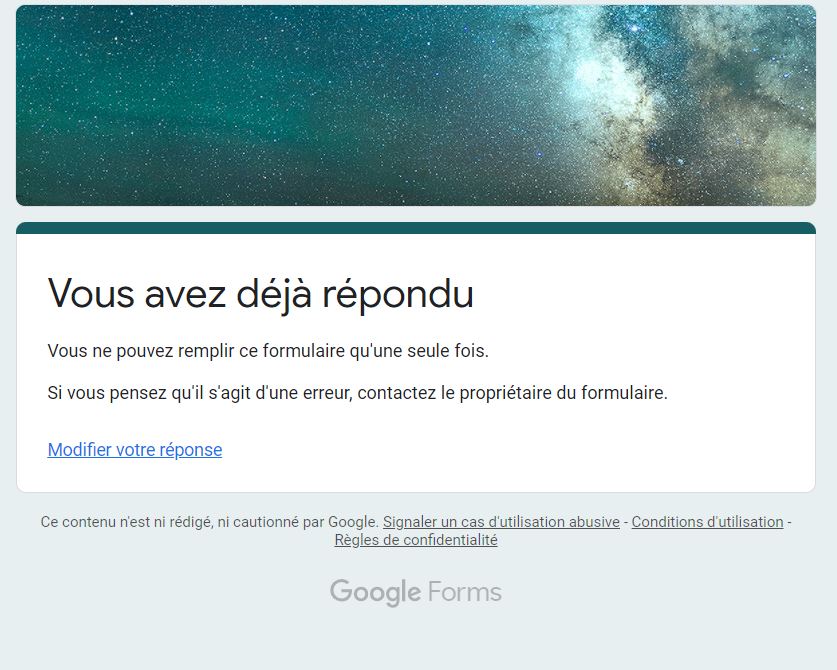 Vous avez déjà répondu
Vous ne pouvez remplir ce formulaire qu'une seule fois.
Si vous pensez qu'il s'agit d'une erreur, contactez le propriétaire du formulaire.
Modifier votre réponse
Ce contenu n'est ni rédigé, ni cautionné par Google. Signaler un cas d'utilisation abusive - Conditions d'utilisation -
Règles de confidentialité
Google Forms